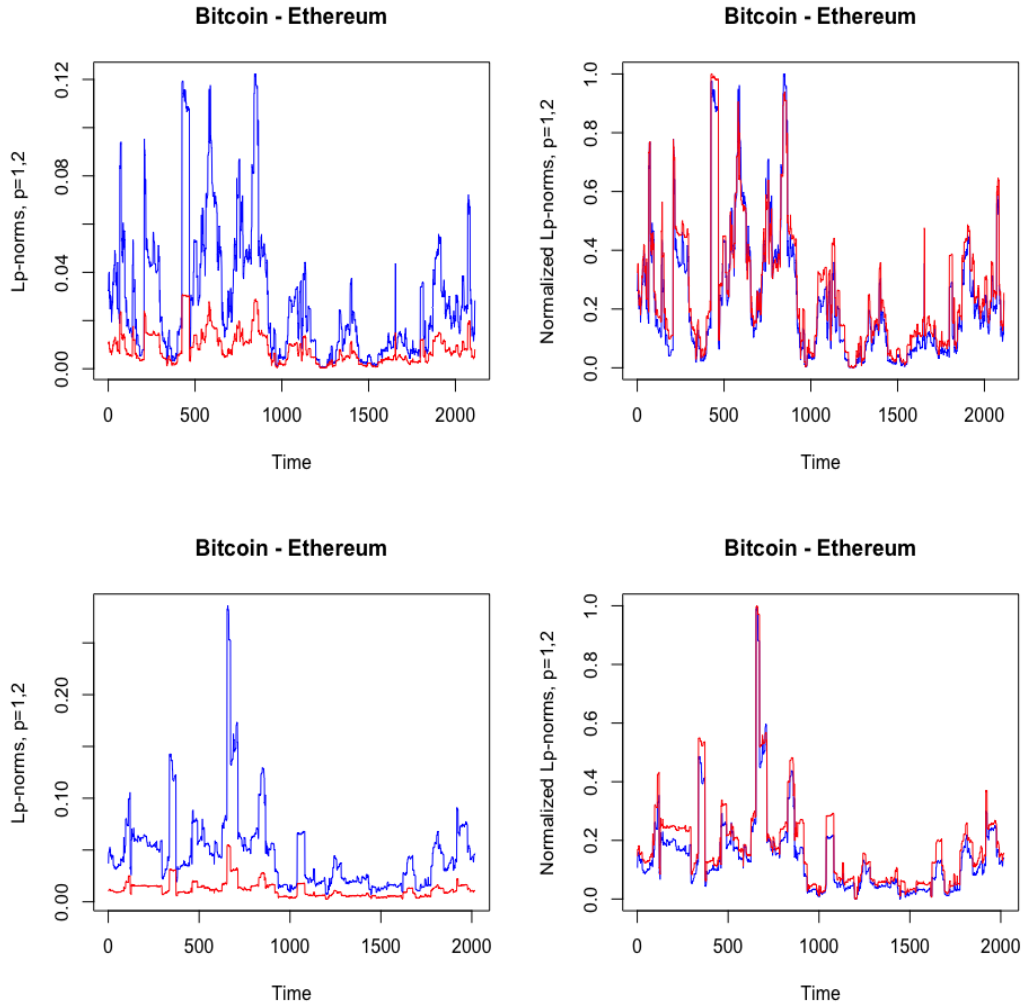 Bitcoin - Ethereum
Lp-norms, p=1,2
0.00 0.04 0.08 0.12
0 500 1000 1500 2000
Time
Bitcoin - Ethereum
Normalized Lp-norms, p=1,2
0.0 0.2 0.4 0.6 0.8 1.0
0 500 1000 1500 2000
Time
Bitcoin - Ethereum
Lp-norms, p=1,2
0.00 0.10 0.20
0 500 1000 1500 2000
Time
Bitcoin - Ethereum
Normalized Lp-norms, p=1,2
0.0 0.2 0.4 0.6 0.8 1.0
0 500 1000 1500 2000
Time